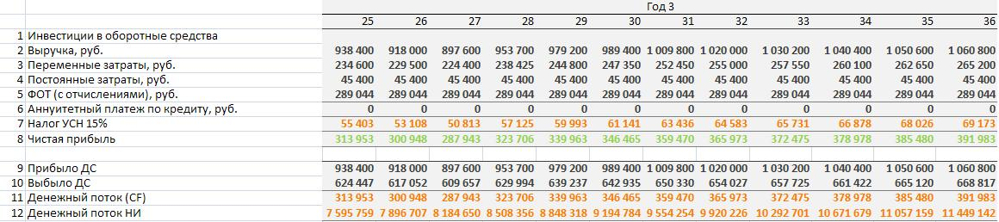 Год 3
25 26 27 28 29 30 31 32 33 34 35 36
1 Инвестиции в оборотные средства
2 Выручка, руб. 938 400 918 000 897 600 953 700 979 200 989 400 1 009 800 1 020 000 1 030 200 1 040 400 1 050 600 1 060 800
3 Переменные затраты, руб. 234 600 229 500 224 400 238 425 244 800 247 350 252 450 255 000 257 550 260 100 262 650 265 200
4 Постоянные затраты, руб. 45 400 45 400 45 400 45 400 45 400 45 400 45 400 45 400 45 400 45 400 45 400 45 400
5 ФОТ (с отчислениями), руб. 289 044 289 044 289 044 289 044 289 044 289 044 289 044 289 044 289 044 289 044 289 044 289 044
6 Аннуитетный платеж по кредиту, руб. 0 0 0 0 0 0 0 0 0 0 0 0
7 Налог УСН 15% 55 403 53 108 50 813 57 125 59 993 61 141 63 436 64 583 65 731 66 878 68 026 69 173
8 Чистая прибыль 313 953 300 948 287 943 323 706 339 963 346 465 359 470 365 973 372 475 378 978 385 480 391 983
9 Прибыло ДС 938 400 918 000 897 600 953 700 979 200 989 400 1 009 800 1 020 000 1 030 200 1 040 400 1 050 600 1 060 800
10 Выбыло ДС 624 447 617 052 609 657 629 994 639 237 642 935 650 330 654 027 657 725 661 422 665 120 668 817
11 Денежный поток (CF) 313 953 300 948 287 943 323 706 339 963 346 465 359 470 365 973 372 475 378 978 385 480 391 983
12 Денежный поток НИ 7 595 759 7 896 707 8 184 650 8 508 356 8 848 318 9 194 784 9 554 254 9 920 226 10 292 701 10 671 679 11 057 159 11 449 142